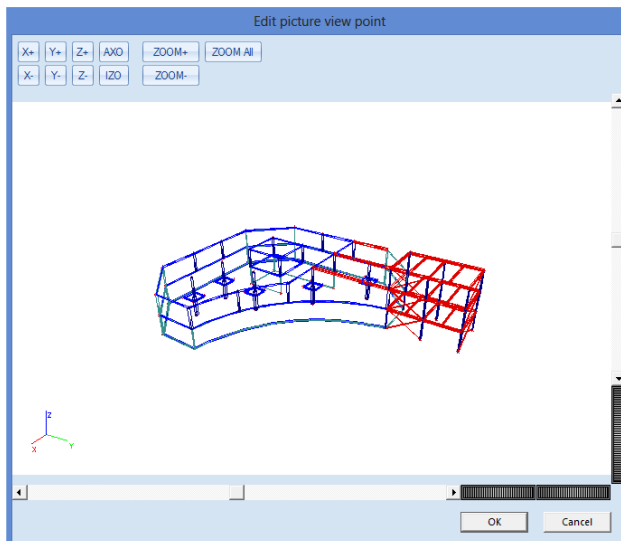 Edit picture view point
X+ Y+ Z+ AXO ZOOM+ ZOOM All
X- Y- Z- IZO ZOOM-
Z
X Y
OK Cancel